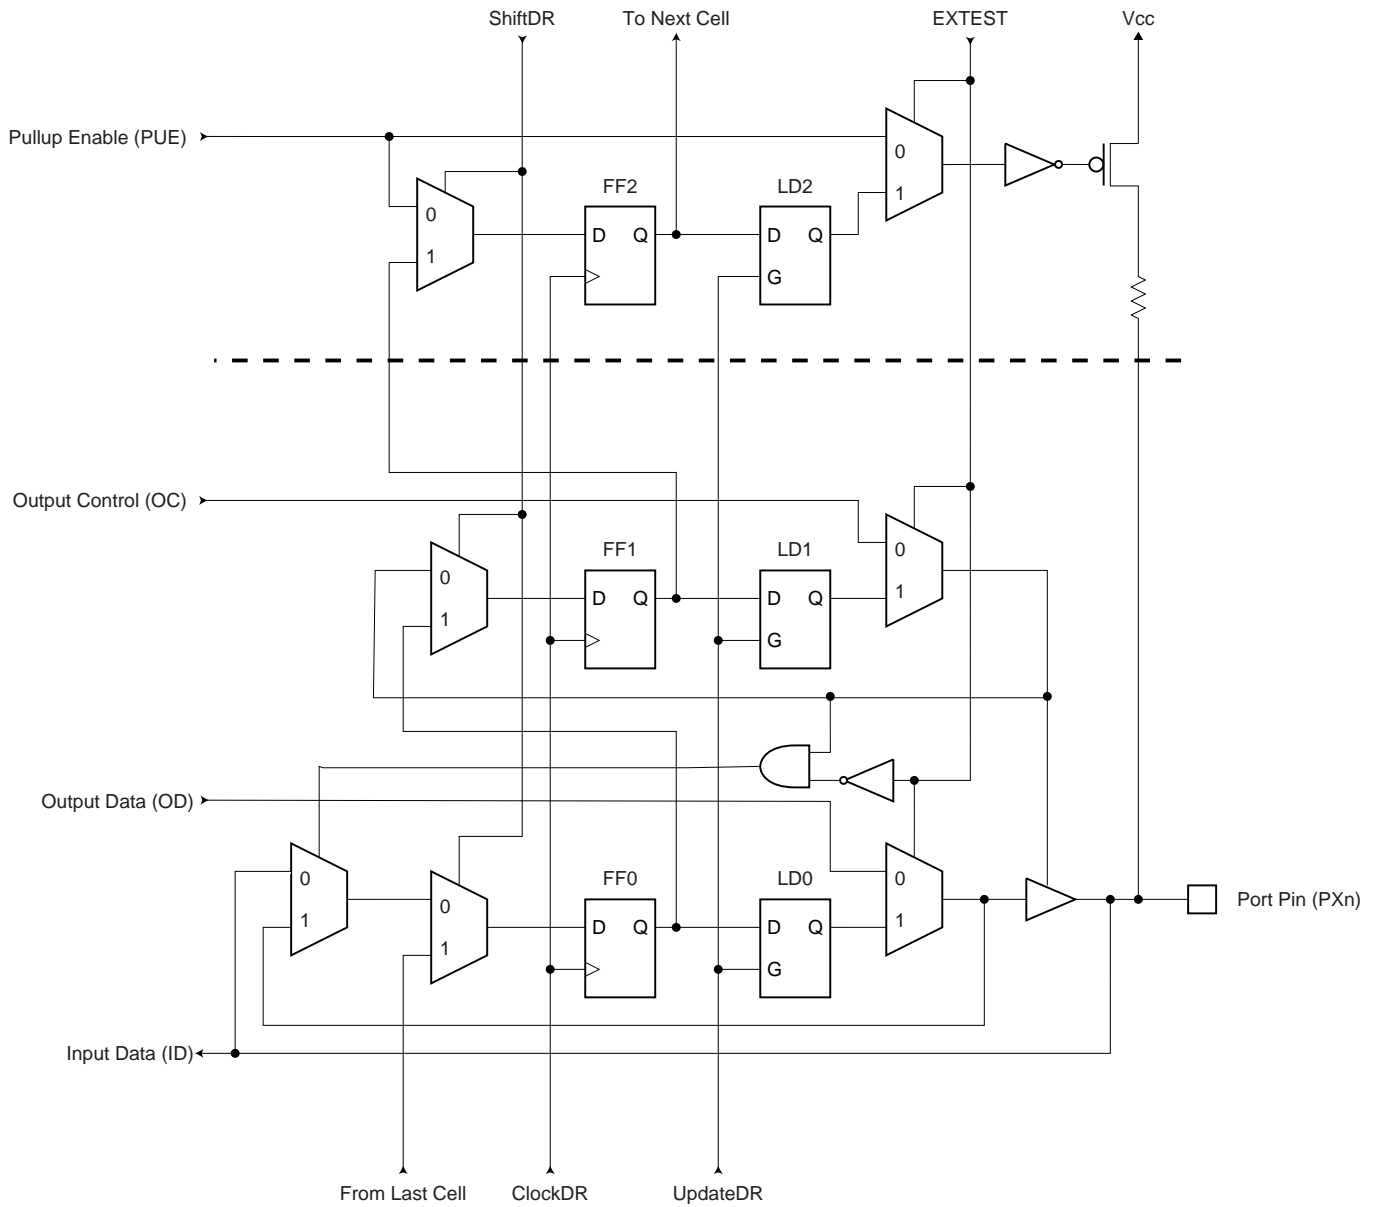 ShiftDR To Next Cell EXTEST Vcc
Pullup Enable (PUE)
0
1
FF2 LD2
0
1
D Q D Q
G
Output Control (OC)
FF1 LD1
0
1
0
1
D Q D Q
G
Output Data (OD)
FF0 LD0
0
1
0
1
0
1
D Q D Q
G
Port Pin (PXn)
Input Data (ID)
From Last Cell ClockDR UpdateDR